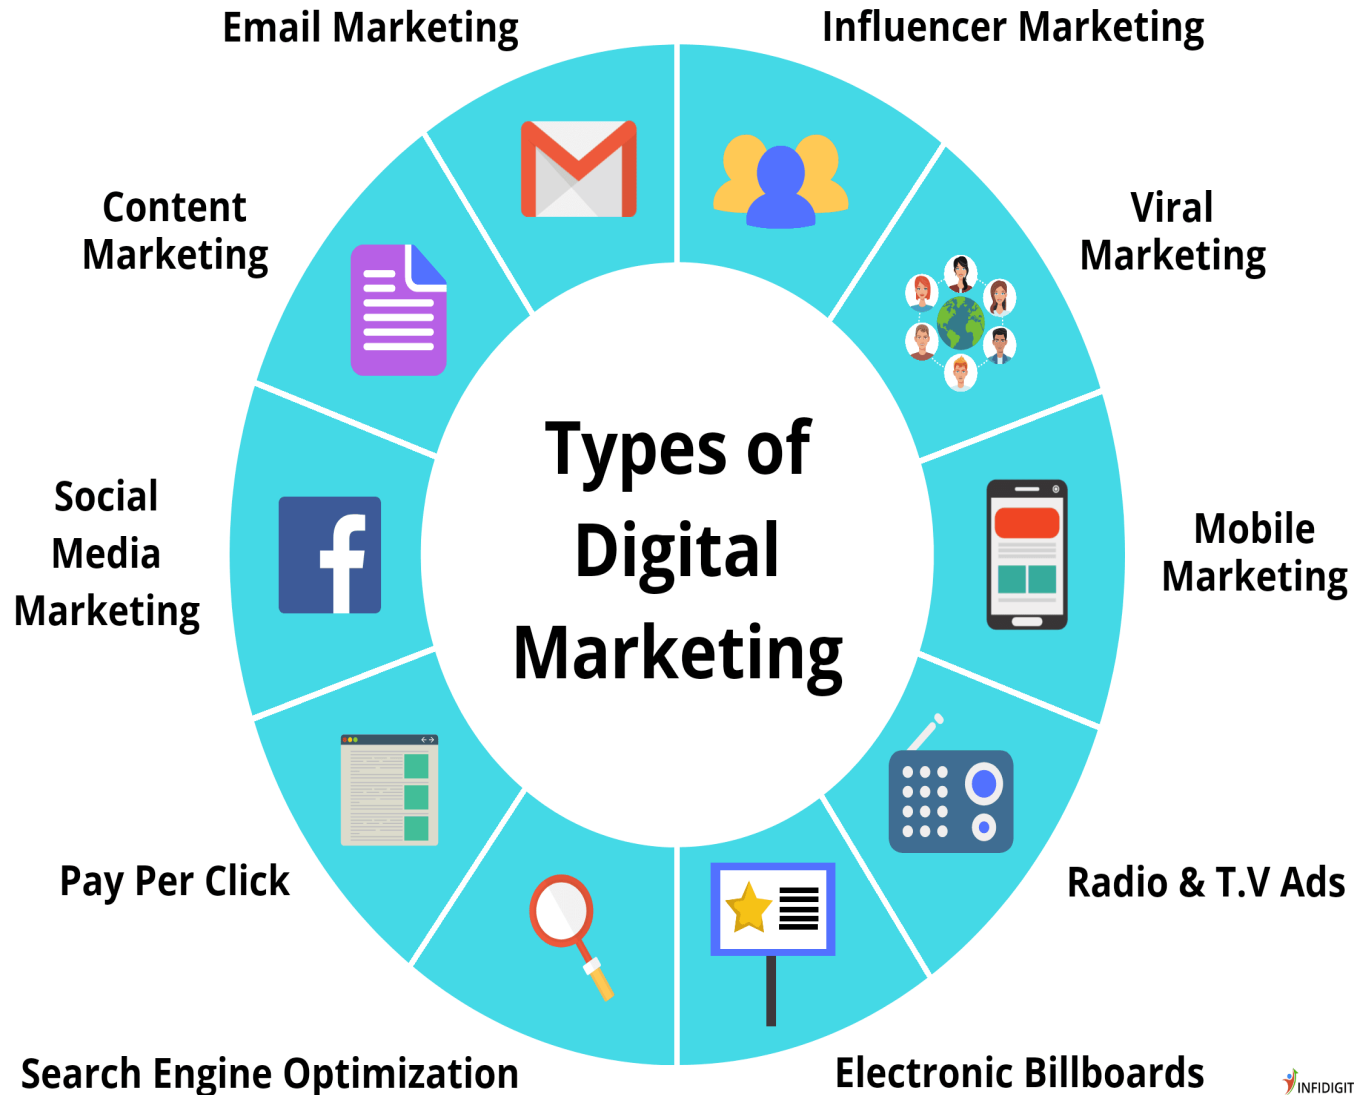 Email Marketing
Influencer Marketing
Content
Marketing
Viral
Marketing
Types of
Digital
Marketing
Social
Media
Marketing
Mobile
Marketing
Pay Per Click
Radio & T.V Ads
Search Engine Optimization
Electronic Billboards
INFIDIGIT